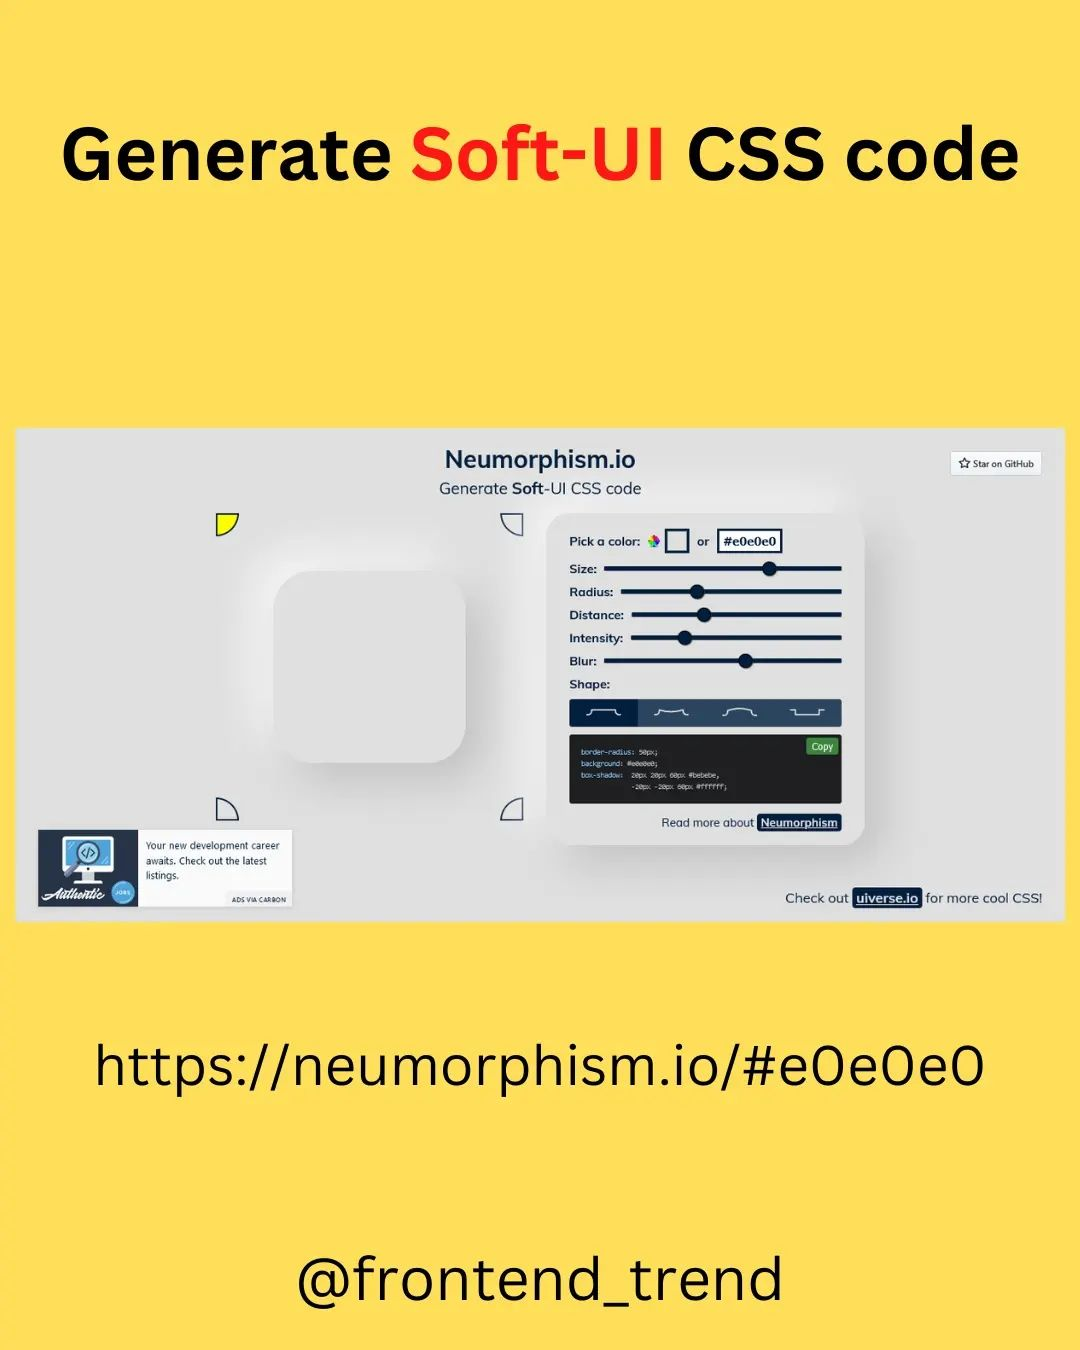 Generate Soft-UI CSS code
Neumorphism.io
Generate Soft-UI CSS code
Star on GitHub
Pick a color: or #e0e0e0
Size:
Radius:
Distance:
Intensity:
Blur:
Shape:
Copy
border-radius: 50px;
background: #e0e0e0;
box-shadow: 20px 20px 60px #bebebe,
-20px -20px 60px #ffffff;
Read more about Neumorphism
Your new development career
awaits. Check out the latest
listings.
Authentic JOBS
ADS VIA CARBON
Check out uiverse.io for more cool CSS!
https://neumorphism.io/#e0e0e0
@frontend_trend